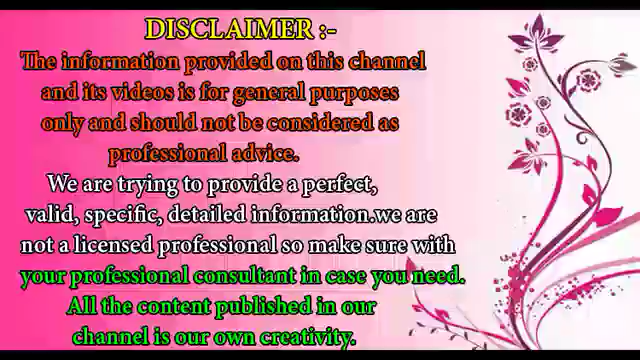 DISCLAIMER :-
The information provided on this channel
and its videos is for general purposes
only and should not be considered as
professional advice.
We are trying to provide a perfect,
valid, specific, detailed information.we are
not a licensed professional so make sure with
your professional consultant in case you need.
All the content published in our
channel is our own creativity.